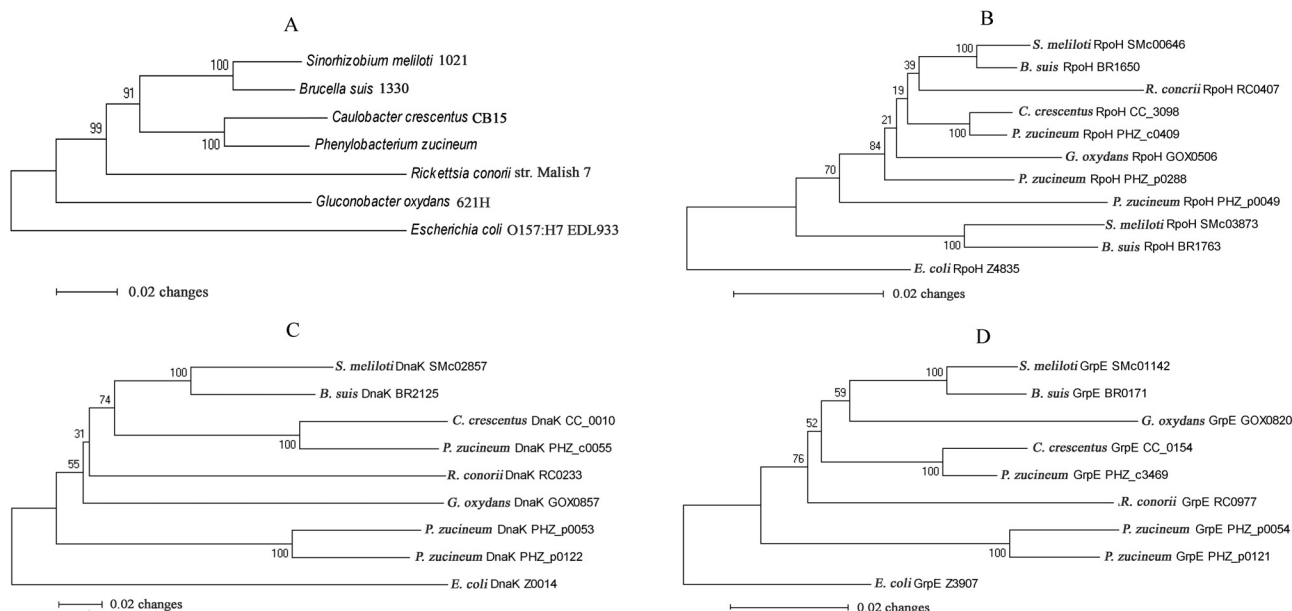 A
100
Sinorhizobium meliloti 1021
Brucella suis 1330
91
Caulobacter crescentus CB15
100
Phenylobacterium zucineum
99
Rickettsia conorii str. Malish 7
Gluconobacter oxydans 621H
Escherichia coli O157:H7 EDL933
0.02 changes
B
100
S. meliloti RpoH SMc00646
B. suis RpoH BR1650
39
R. concrii RpoH RC0407
19
C. crescentus RpoH CC_3098
100
P. zucineum RpoH PHZ_c0409
21
G. oxydans RpoH GOX0506
84
P. zucineum RpoH PHZ_p0288
70
P. zucineum RpoH PHZ_p0049
S. meliloti RpoH SMc03873
100
B. suis RpoH BR1763
E. coli RpoH Z4835
0.02 changes
C
S. meliloti DnaK SMc02857
100
B. suis DnaK BR2125
74
C. crescentus DnaK CC_0010
100
P. zucineum DnaK PHZ_c0055
31
R. conorii DnaK RC0233
55
G. oxydans DnaK GOX0857
P. zucineum DnaK PHZ_p0053
100
P. zucineum DnaK PHZ_p0122
E. coli DnaK Z0014
0.02 changes
D
S. meliloti GrpE SMc01142
100
B. suis GrpE BR0171
59
G. oxydans GrpE GOX0820
52
C. crescentus GrpE CC_0154
100
P. zucineum GrpE PHZ_c3469
76
R. conorii GrpE RC0977
P. zucineum GrpE PHZ_p0054
100
P. zucineum GrpE PHZ_p0121
E. coli GrpE Z3907
0.02 changes